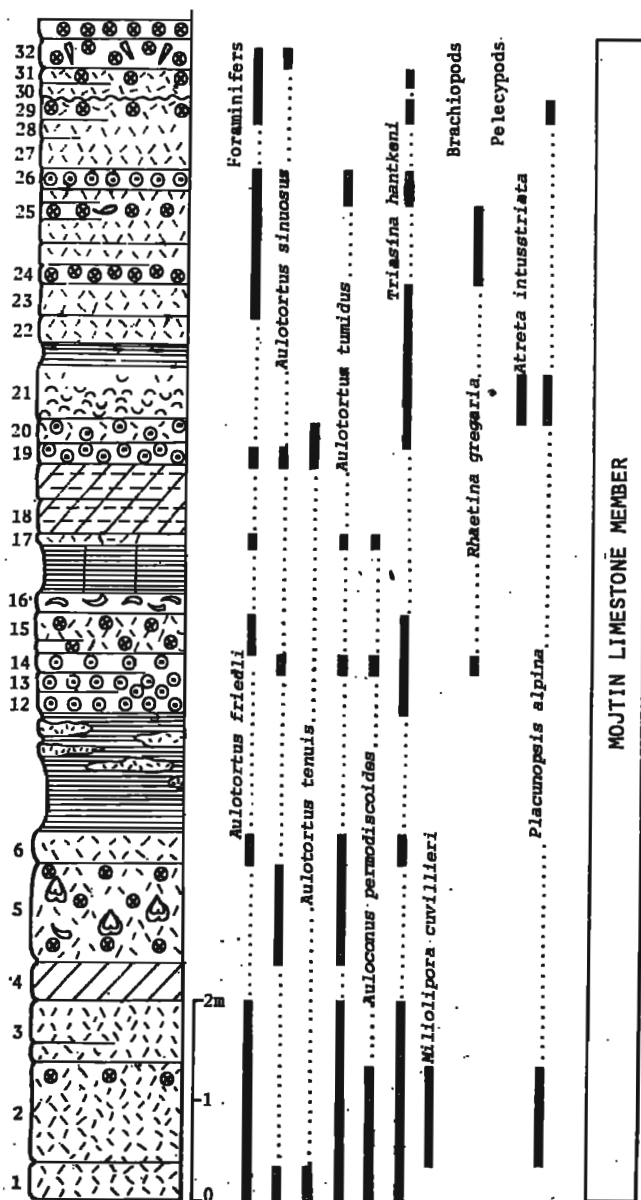 32
31
30
29
28
27
26
25
24
23
22
21
20
19
18
17
16
15
14
13
12
6
5
4
3
2
1
2m
1
0
Foraminifers
Aulotortus friedli
Aulotortus sinuosus
Aulotortus tenuis
Aulotortus tumidus
Auloconus permodiscoides
Triasina hantkeni
Miliolipora cuvillieri
Brachiopods
Rhaetina gregaria
Pelecypods
Atreta intusstriata
Placunopsis alpina
MOJTIN LIMESTONE MEMBER